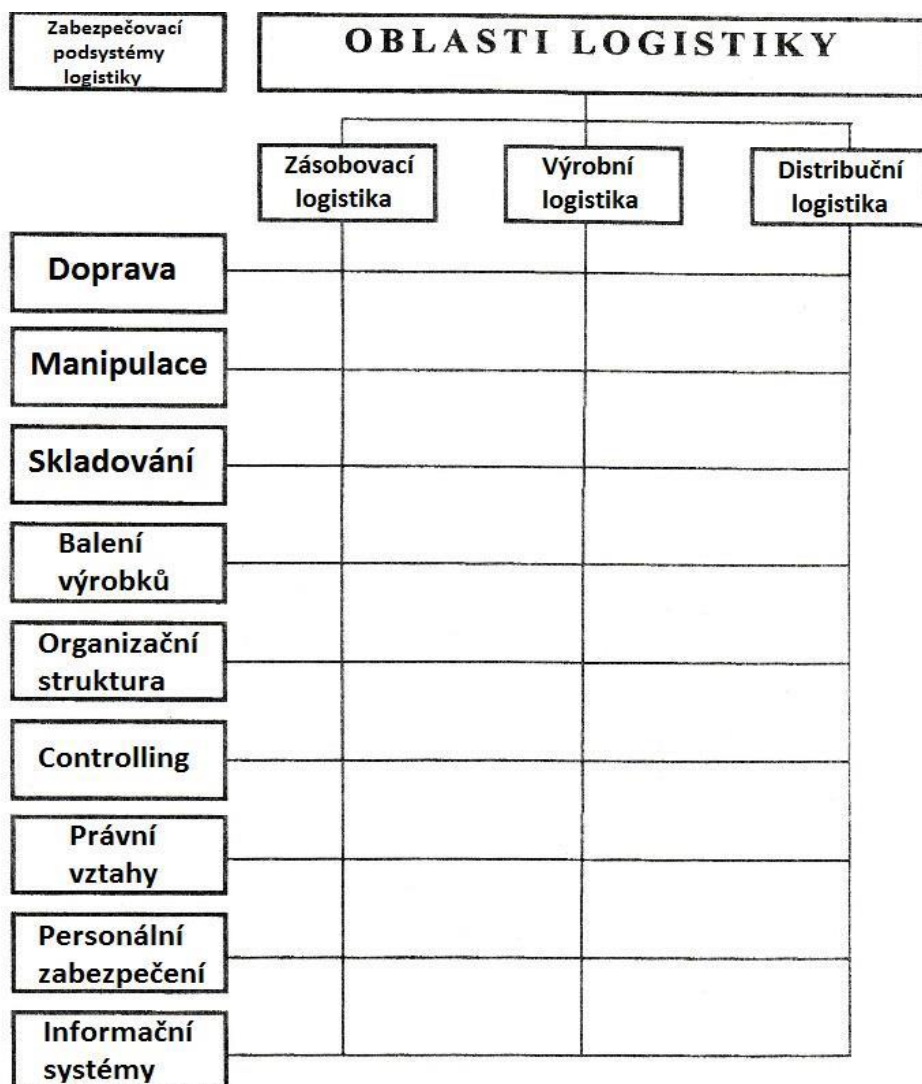 Zabezpečovací
podsystémy
logistiky
OBLASTI LOGISTIKY
Zásobovací
logistika
Výrobní
logistika
Distribuční
logistika
Doprava
Manipulace
Skladování
Balení
výrobků
Organizační
struktura
Controlling
Právní
vztahy
Personální
zabezpečení
Informační
systémy